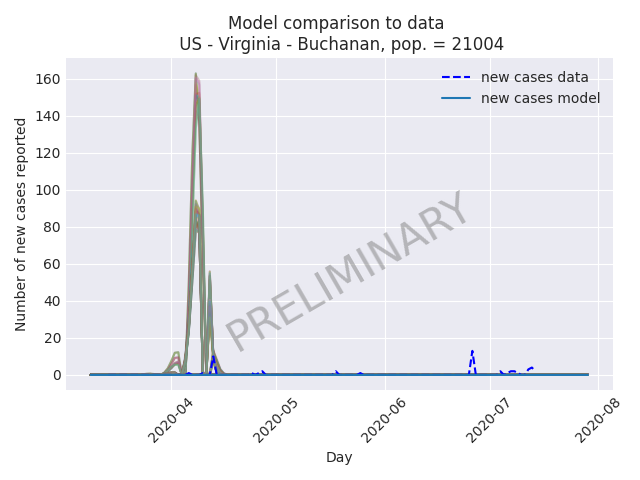 Model comparison to data
US - Virginia - Buchanan, pop. = 21004
new cases data
new cases model
Number of new cases reported
160
140
120
100
80
60
40
20
0
PRELIMINARY
2020-04
2020-05
2020-06
2020-07
2020-08
Day